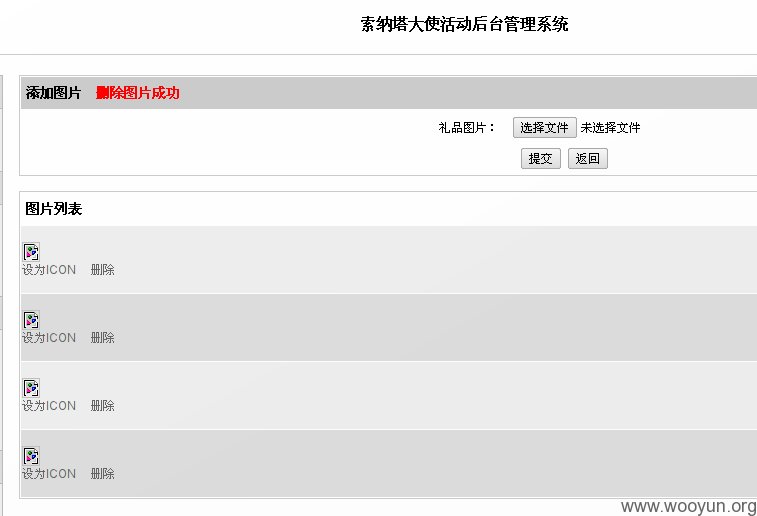 索纳塔大使活动后台管理系统
添加图片 删除图片成功
礼品图片： 选择文件 未选择文件
提交 返回
图片列表
设为ICON 删除
设为ICON 删除
设为ICON 删除
设为ICON 删除
www.wooyun.org